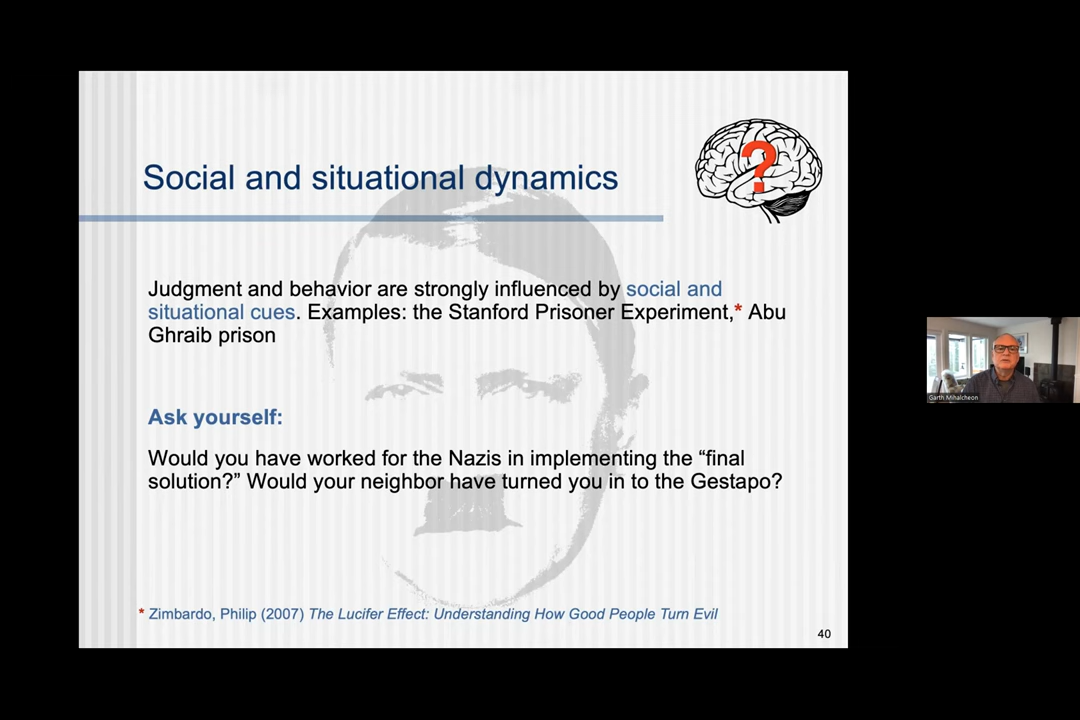 Social and situational dynamics
?
Judgment and behavior are strongly influenced by social and
situational cues. Examples: the Stanford Prisoner Experiment,* Abu
Ghraib prison
Ask yourself:
Would you have worked for the Nazis in implementing the “final
solution?” Would your neighbor have turned you in to the Gestapo?
* Zimbardo, Philip (2007) The Lucifer Effect: Understanding How Good People Turn Evil
40
Garth Mihalcheon